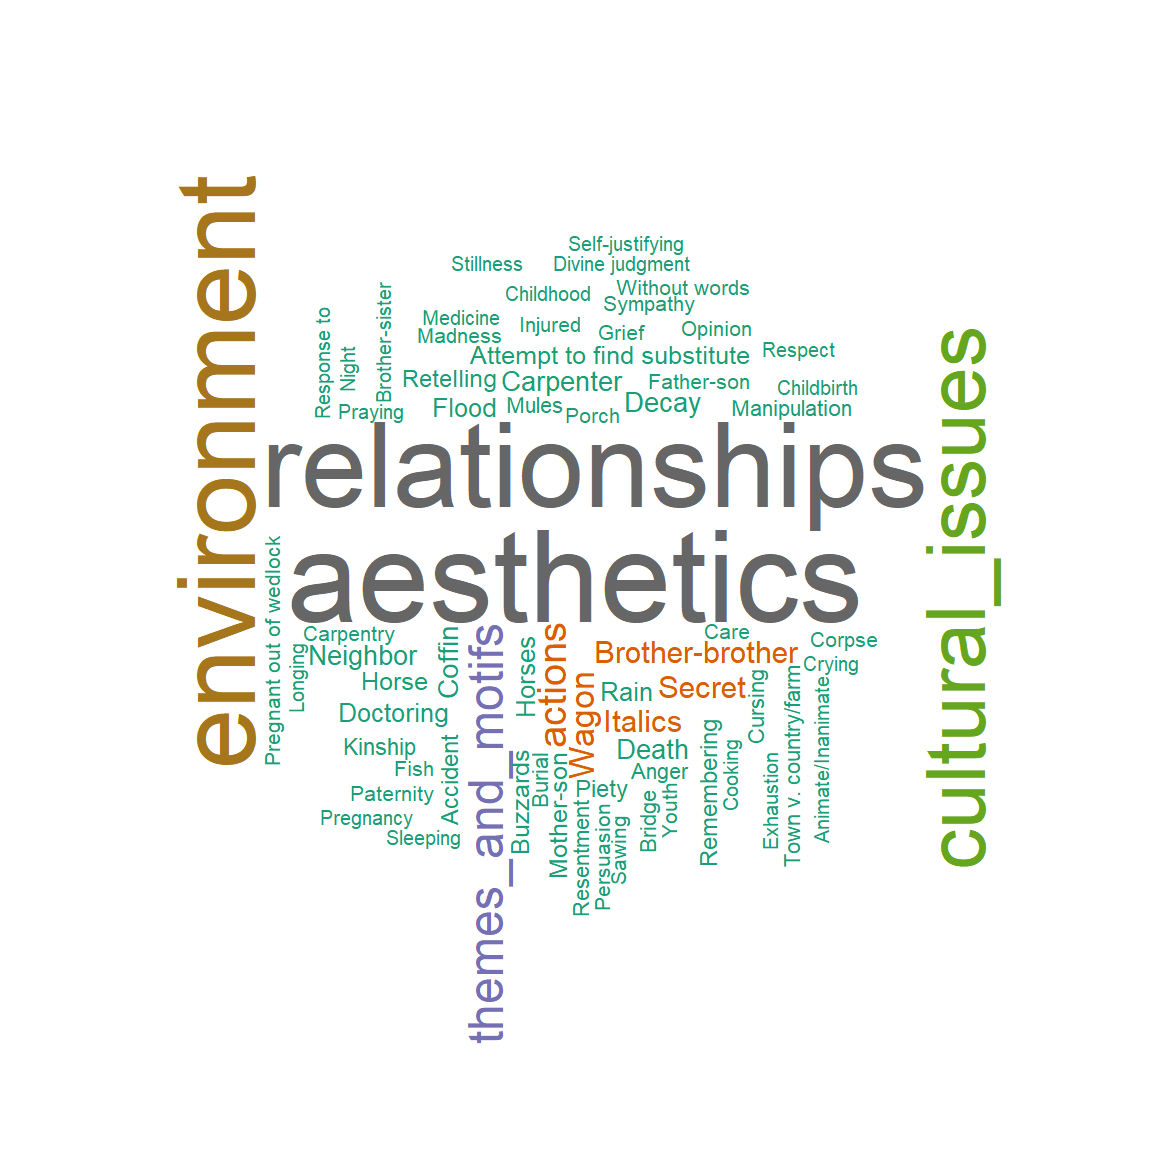 environment
Self-justifying
Stillness
Divine judgment
Childhood
Without words
Sympathy
Response to
Night
Brother-sister
Medicine
Injured
Madness
Grief
Opinion
Attempt to find substitute
Respect
Retelling
Carpenter
Father-son
Childbirth
Praying
Flood
Mules
Porch
Decay
Manipulation
relationships
cultural_issues
aesthetics
Pregnant out of wedlock
Longing
Carpentry
Neighbor
Horse
Coffin
Doctoring
Kinship
Fish
Accident
Paternity
Pregnancy
Sleeping
themes_and_motifs
Horses
Buzzards
Burial
actions
Wagon
Mother-son
Brother-brother
Care
Corpse
Crying
Rain
Secret
Italics
Death
Anger
Piety
Resentment
Persuasion
Sawing
Bridge
Youth
Remembering
Cooking
Cursing
Exhaustion
Town v. country/farm
Animate/Inanimate